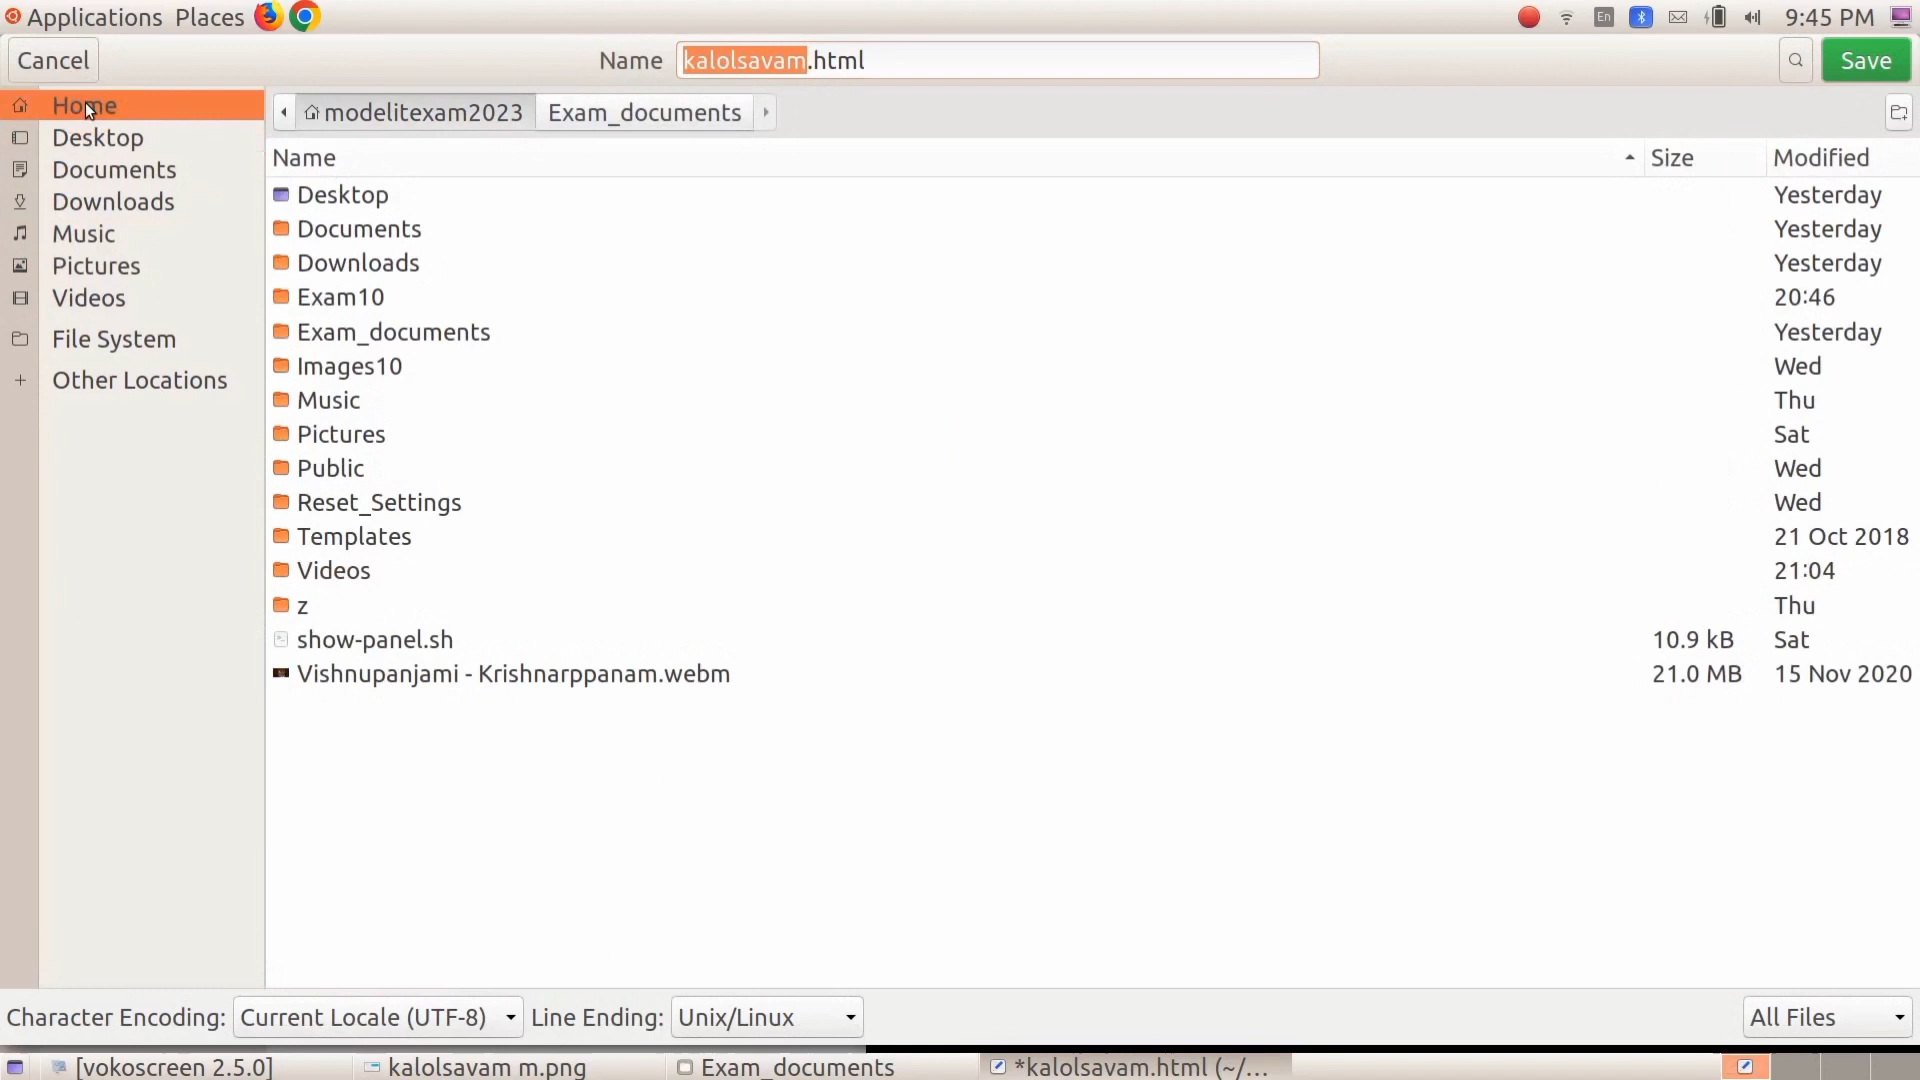 Applications Places En 9:45 PM
Cancel Name kalolsavam.html Save
Home
Desktop
Documents
Downloads
Music
Pictures
Videos
File System
Other Locations
modelitexam2023 Exam_documents
Name Size Modified
Desktop Yesterday
Documents Yesterday
Downloads Yesterday
Exam10 20:46
Exam_documents Yesterday
Images10 Wed
Music Thu
Pictures Sat
Public Wed
Reset_Settings Wed
Templates 21 Oct 2018
Videos 21:04
z Thu
show-panel.sh 10.9 kB Sat
Vishnupanjami - Krishnarppanam.webm 21.0 MB 15 Nov 2020
Character Encoding: Current Locale (UTF-8) Line Ending: Unix/Linux All Files
[vokoscreen 2.5.0] kalolsavam m.png Exam_documents *kalolsavam.html (~/...